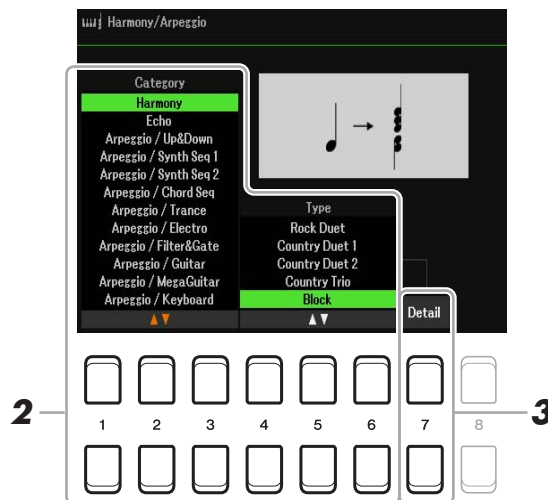 Harmony/Arpeggio
Category
Harmony
Echo
Arpeggio / Up&Down
Arpeggio / Synth Seq 1
Arpeggio / Synth Seq 2
Arpeggio / Chord Seq
Arpeggio / Trance
Arpeggio / Electro
Arpeggio / Filter&Gate
Arpeggio / Guitar
Arpeggio / MegaGuitar
Arpeggio / Keyboard
Type
Rock Duet
Country Duet 1
Country Duet 2
Country Trio
Block
Detail
2
1 2 3 4 5 6 7 8
3